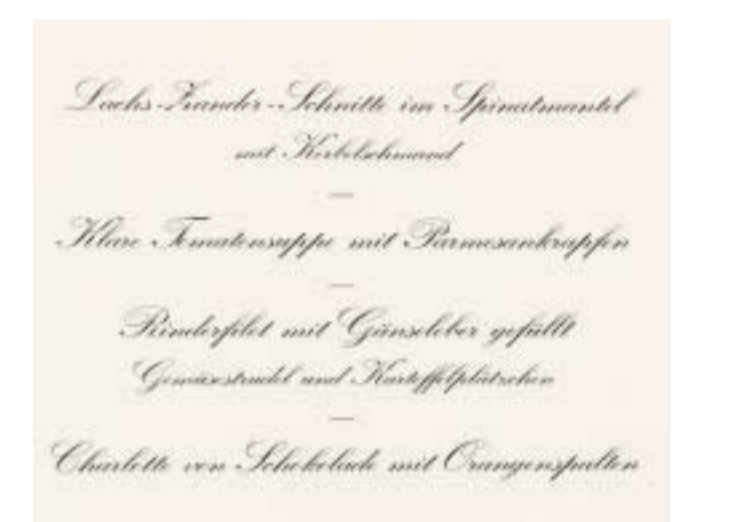 Lachs-Zander-Schnitte im Spinatmantel
mit Kerbelschmand
—
Klare Tomatensuppe mit Parmesankrapfen
—
Rinderfilet mit Gänseleber gefüllt
Gemüsestrudel und Kartoffelplätzchen
—
Charlotte von Schokolade mit Orangenspalten